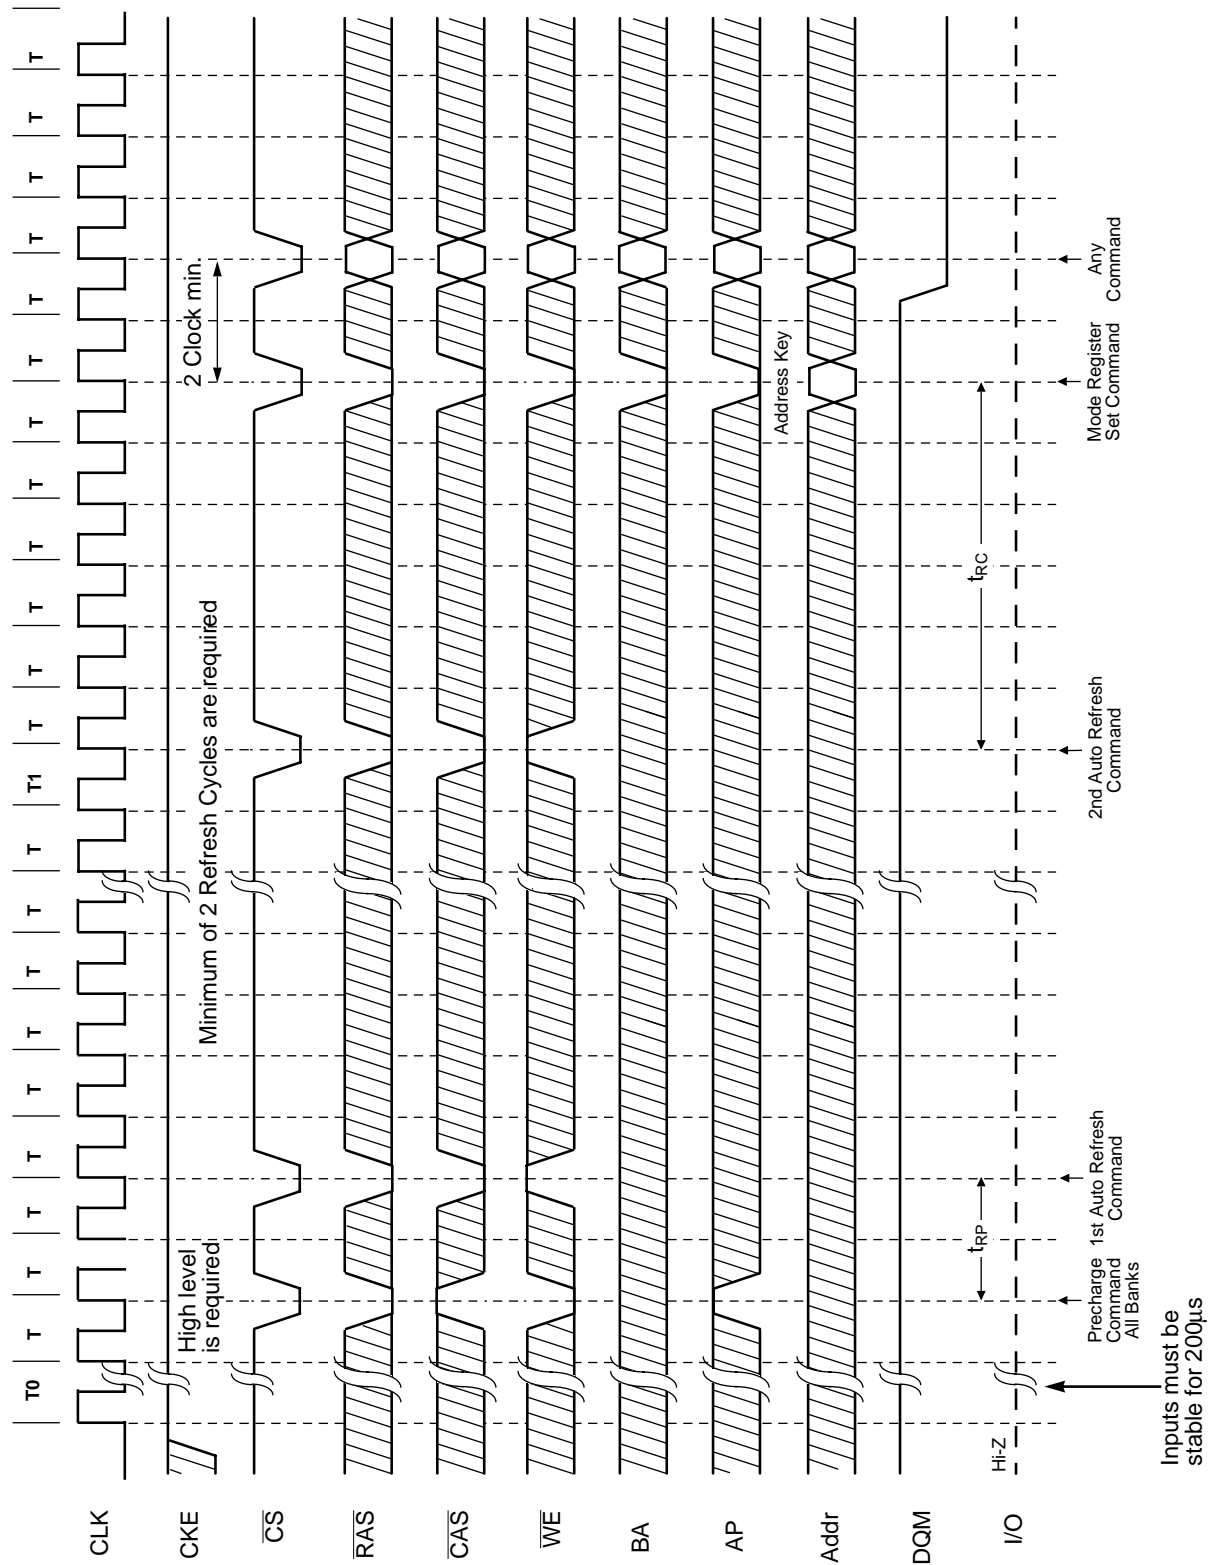 T0 T T T T T T T T T T1 T T T T T T T T T T T T
CLK
CKE
High level
is required
Minimum of 2 Refresh Cycles are required
2 Clock min.
CS
RAS
CAS
WE
BA
AP
Address Key
Addr
DQM
tRP
tRC
I/O
Hi-Z
Precharge
Command
All Banks
1st Auto Refresh
Command
2nd Auto Refresh
Command
Mode Register
Set Command
Any
Command
Inputs must be
stable for 200µs